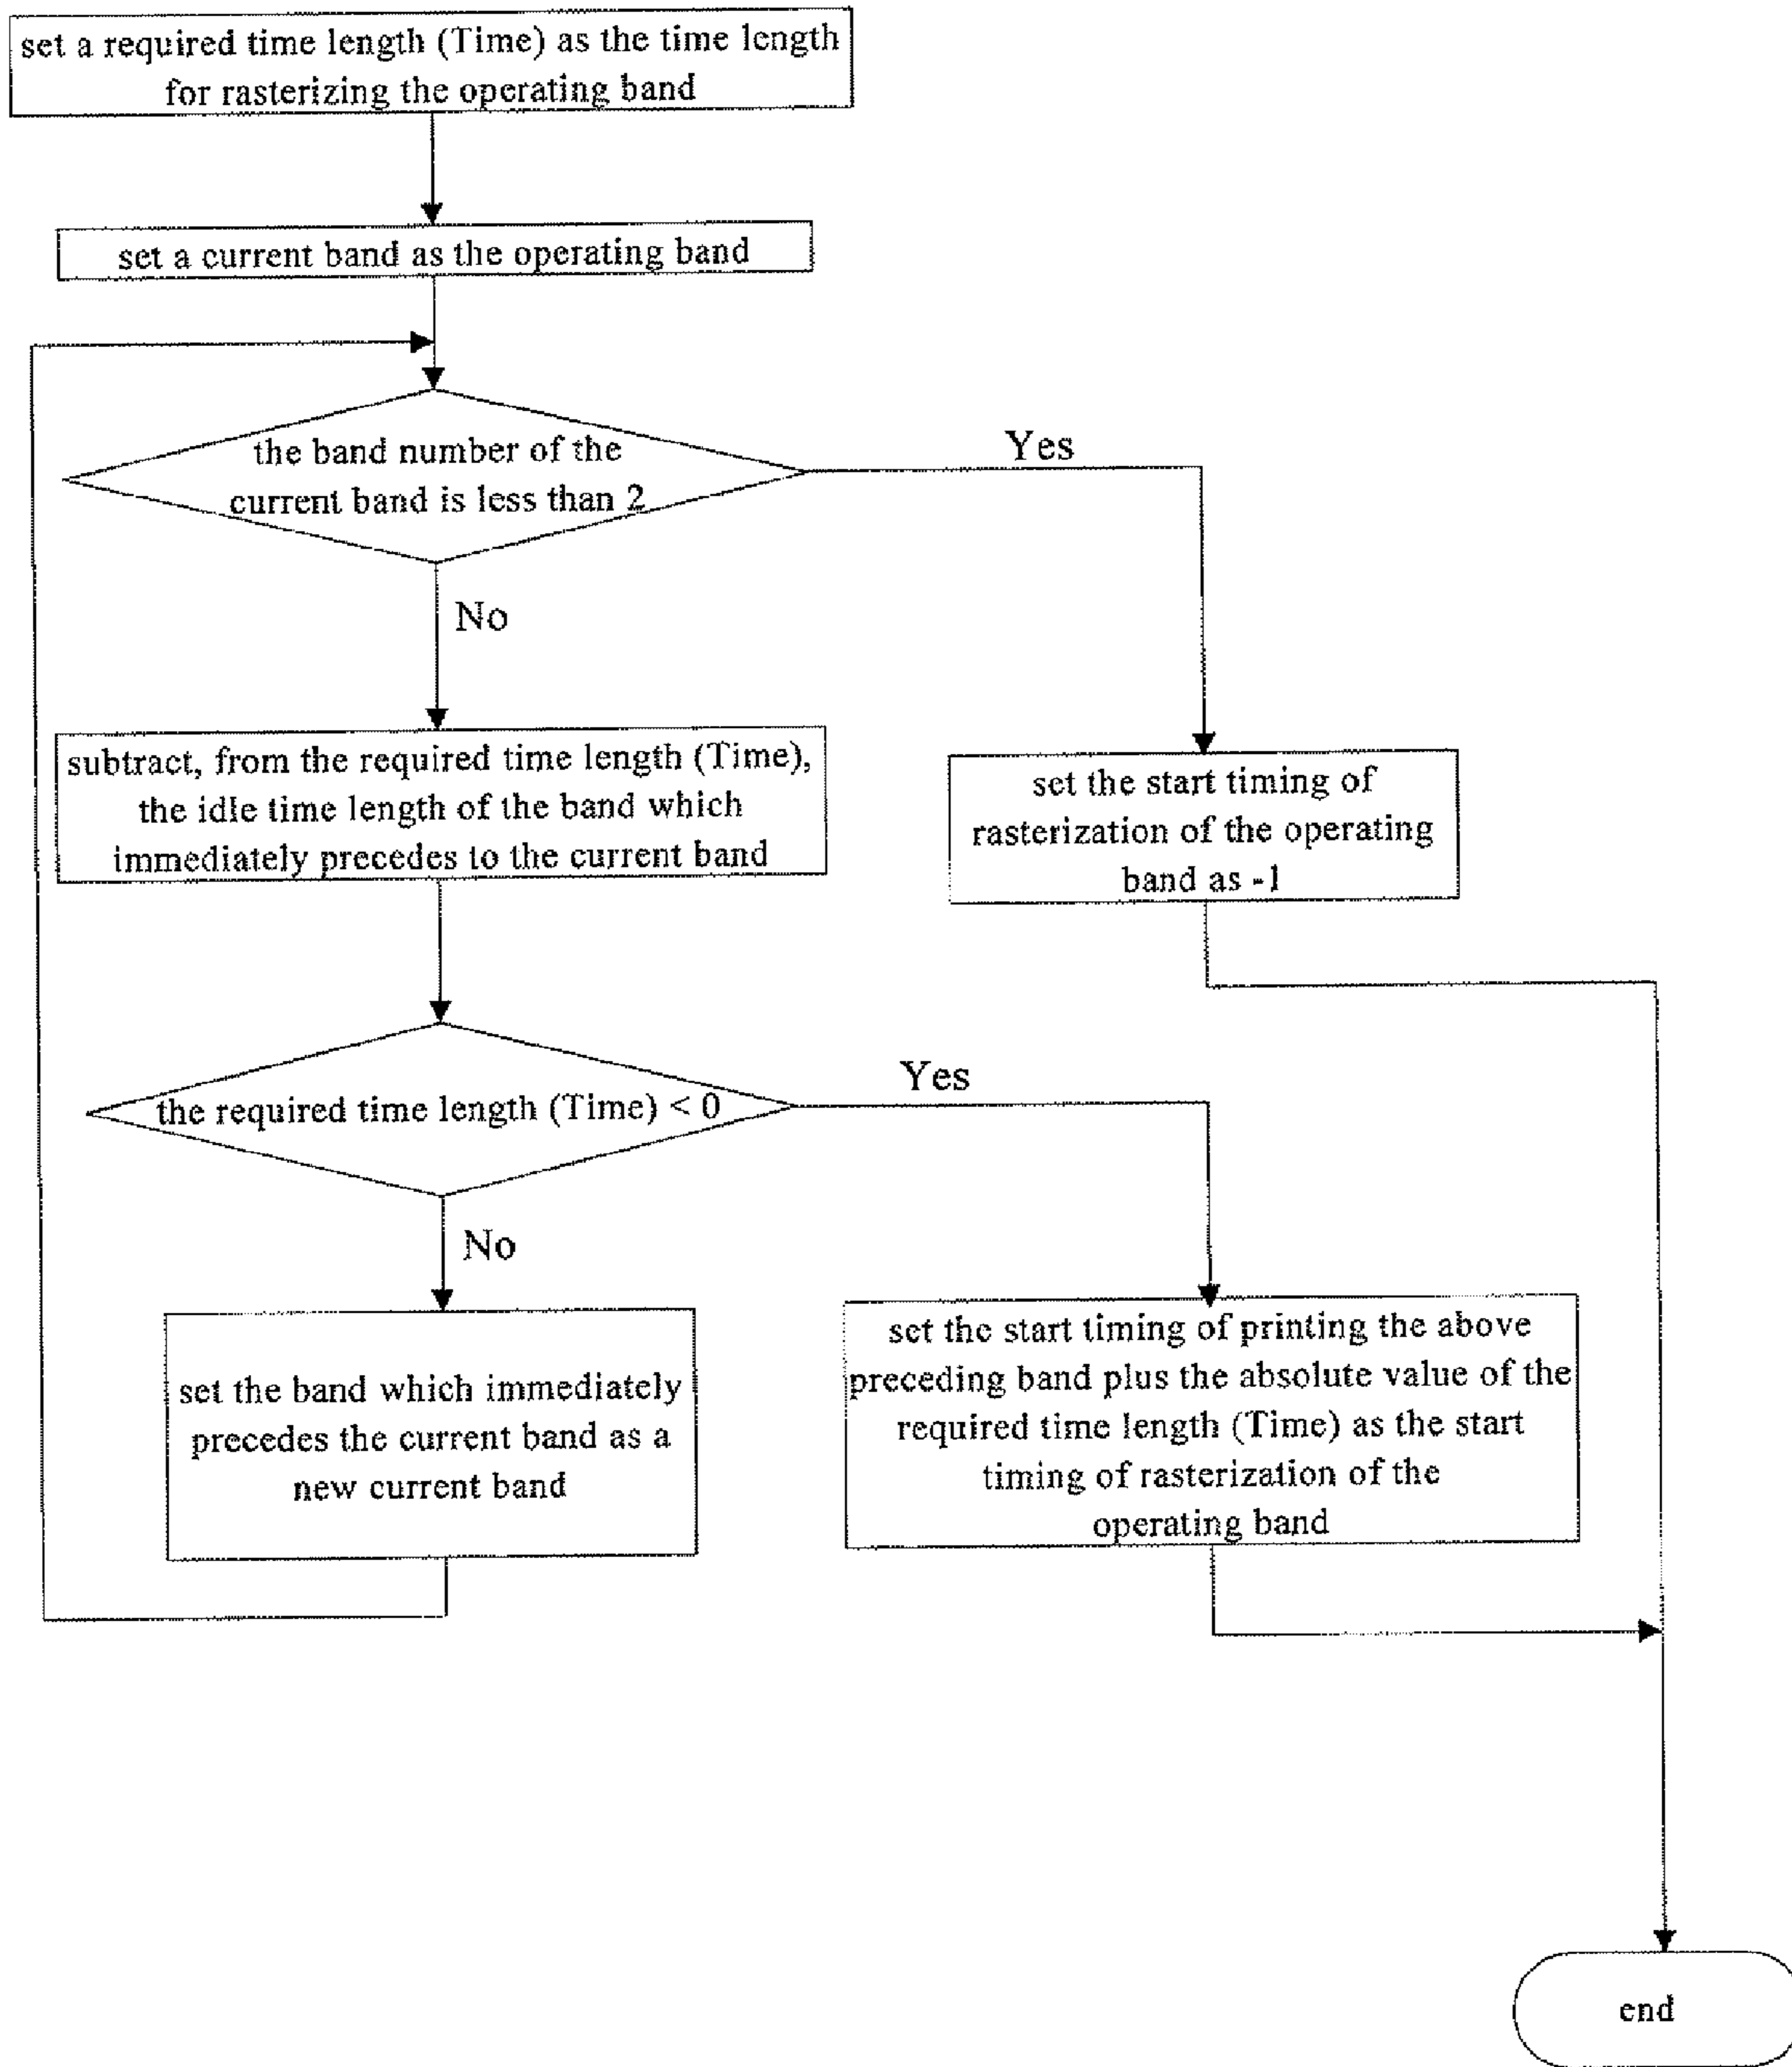 set a required time length (Time) as the time length
for rasterizing the operating band
set a current band as the operating band
the band number of the
current band is less than 2
Yes
No
subtract, from the required time length (Time),
the idle time length of the band which
immediately precedes to the current band
set the start timing of
rasterization of the operating
band as -1
the required time length (Time) < 0
Yes
No
set the band which immediately
precedes the current band as a
new current band
set the start timing of printing the above
preceding band plus the absolute value of the
required time length (Time) as the start
timing of rasterization of the
operating band
end